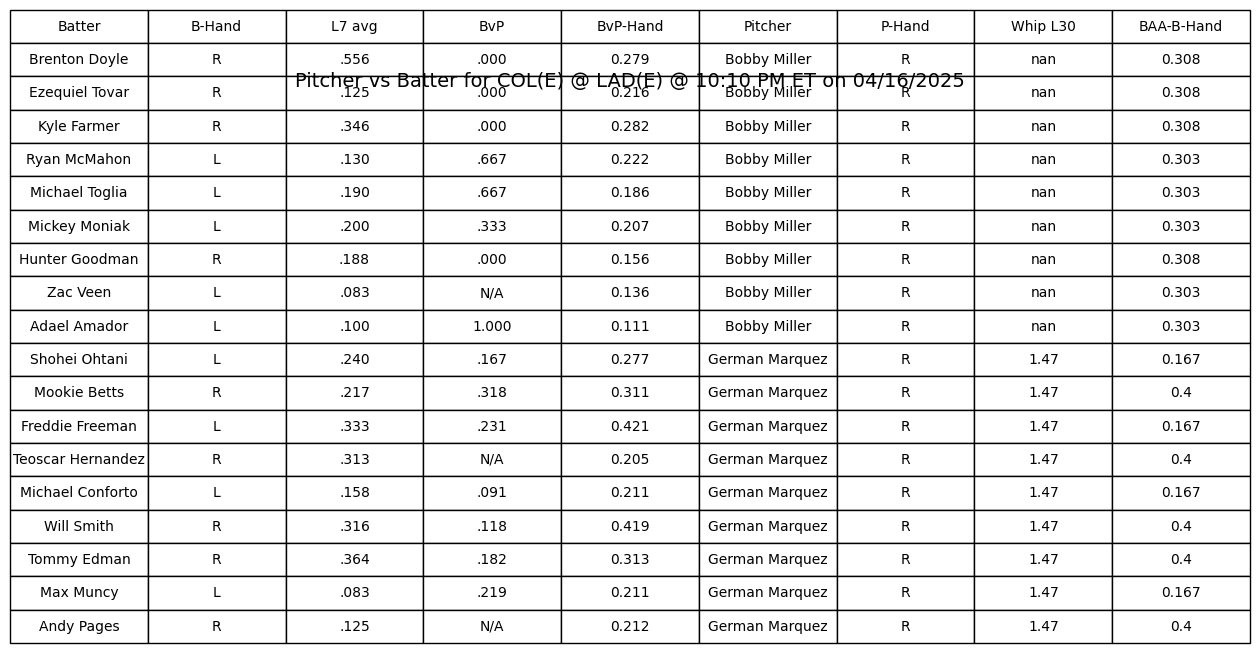 Batter B-Hand L7 avg BvP BvP-Hand Pitcher P-Hand Whip L30 BAA-B-Hand
Brenton Doyle R .556 .000 0.279 Bobby Miller R nan 0.308
Pitcher vs Batter for COL(E) @ LAD(E) @ 10:10 PM ET on 04/16/2025
Ezequiel Tovar R .125 .000 0.216 Bobby Miller R nan 0.308
Kyle Farmer R .346 .000 0.282 Bobby Miller R nan 0.308
Ryan McMahon L .130 .667 0.222 Bobby Miller R nan 0.303
Michael Toglia L .190 .667 0.186 Bobby Miller R nan 0.303
Mickey Moniak L .200 .333 0.207 Bobby Miller R nan 0.303
Hunter Goodman R .188 .000 0.156 Bobby Miller R nan 0.308
Zac Veen L .083 N/A 0.136 Bobby Miller R nan 0.303
Adael Amador L .100 1.000 0.111 Bobby Miller R nan 0.303
Shohei Ohtani L .240 .167 0.277 German Marquez R 1.47 0.167
Mookie Betts R .217 .318 0.311 German Marquez R 1.47 0.4
Freddie Freeman L .333 .231 0.421 German Marquez R 1.47 0.167
Teoscar Hernandez R .313 N/A 0.205 German Marquez R 1.47 0.4
Michael Conforto L .158 .091 0.211 German Marquez R 1.47 0.167
Will Smith R .316 .118 0.419 German Marquez R 1.47 0.4
Tommy Edman R .364 .182 0.313 German Marquez R 1.47 0.4
Max Muncy L .083 .219 0.211 German Marquez R 1.47 0.167
Andy Pages R .125 N/A 0.212 German Marquez R 1.47 0.4